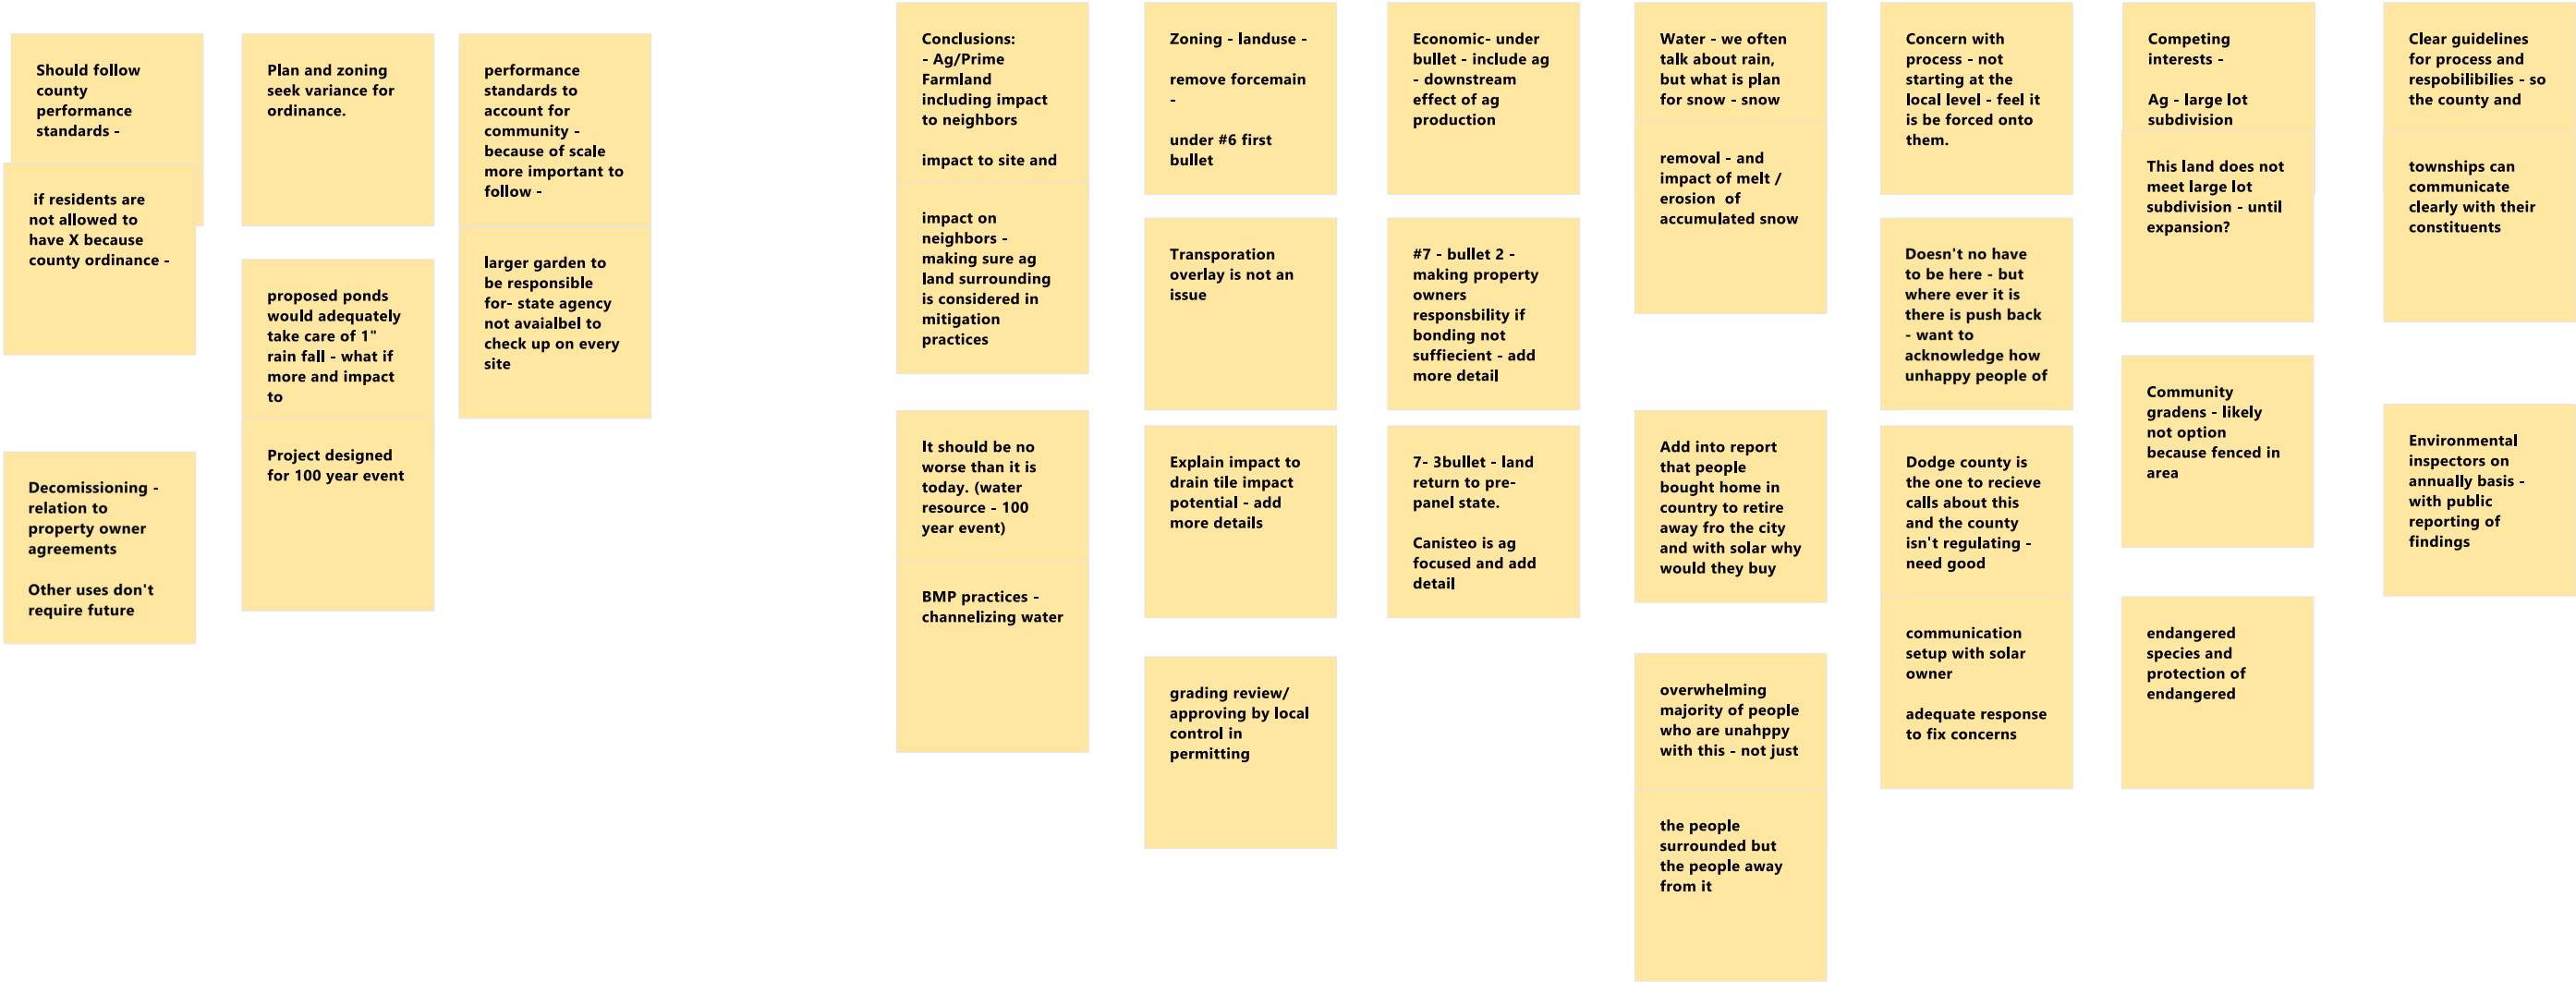 Should follow
county
performance
standards -
if residents are
not allowed to
have X because
county ordinance -
Decomissioning -
relation to
property owner
agreements
Other uses don't
require future
Plan and zoning
seek variance for
ordinance.
proposed ponds
would adequately
take care of 1"
rain fall - what if
more and impact
to
Project designed
for 100 year event
performance
standards to
account for
community -
because of scale
more important to
follow -
larger garden to
be responsible
for- state agency
not avaialbel to
check up on every
site
Conclusions:
- Ag/Prime
Farmland
including impact
to neighbors
impact to site and
impact on
neighbors -
making sure ag
land surrounding
is considered in
mitigation
practices
It should be no
worse than it is
today. (water
resource - 100
year event)
BMP practices -
channelizing water
Zoning - landuse -
remove forcemain
-
under #6 first
bullet
Transporation
overlay is not an
issue
Explain impact to
drain tile impact
potential - add
more details
grading review/
approving by local
control in
permitting
Economic- under
bullet - include ag
- downstream
effect of ag
production
#7 - bullet 2 -
making property
owners
responsbility if
bonding not
suffiecient - add
more detail
7- 3bullet - land
return to pre-
panel state.
Canisteo is ag
focused and add
detail
Water - we often
talk about rain,
but what is plan
for snow - snow
removal - and
impact of melt /
erosion of
accumulated snow
Add into report
that people
bought home in
country to retire
away fro the city
and with solar why
would they buy
overwhelming
majority of people
who are unahppy
with this - not just
the people
surrounded but
the people away
from it
Concern with
process - not
starting at the
local level - feel it
is be forced onto
them.
Doesn't no have
to be here - but
where ever it is
there is push back
- want to
acknowledge how
unhappy people of
Dodge county is
the one to recieve
calls about this
and the county
isn't regulating -
need good
communication
setup with solar
owner
adequate response
to fix concerns
Competing
interests -
Ag - large lot
subdivision
This land does not
meet large lot
subdivision - until
expansion?
Community
gradens - likely
not option
because fenced in
area
endangered
species and
protection of
endangered
Clear guidelines
for process and
respobilibilies - so
the county and
townships can
communicate
clearly with their
constituents
Environmental
inspectors on
annually basis -
with public
reporting of
findings